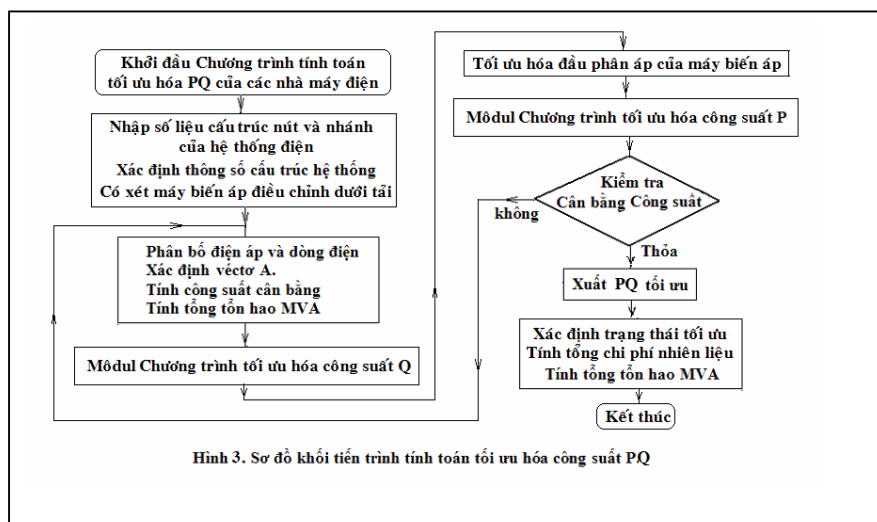 Khởi đầu Chương trình tính toán
tối ưu hóa PQ của các nhà máy điện
Nhập số liệu cấu trúc nút và nhánh
của hệ thống điện
Xác định thông số cấu trúc hệ thống
Có xét máy biến áp điều chỉnh dưới tải
Phân bố điện áp và dòng điện
Xác định véctơ A.
Tính công suất cân bằng
Tính tổng tổn hao MVA
Môdul Chương trình tối ưu hóa công suất Q
Tối ưu hóa đầu phân áp của máy biến áp
Môdul Chương trình tối ưu hóa công suất P
Kiểm tra
Cân bằng Công suất
không
Thỏa
Xuất PQ tối ưu
Xác định trạng thái tối ưu
Tính tổng chi phí nhiên liệu
Tính tổng tổn hao MVA
Kết thúc
Hình 3. Sơ đồ khối tiến trình tính toán tối ưu hóa công suất PQ